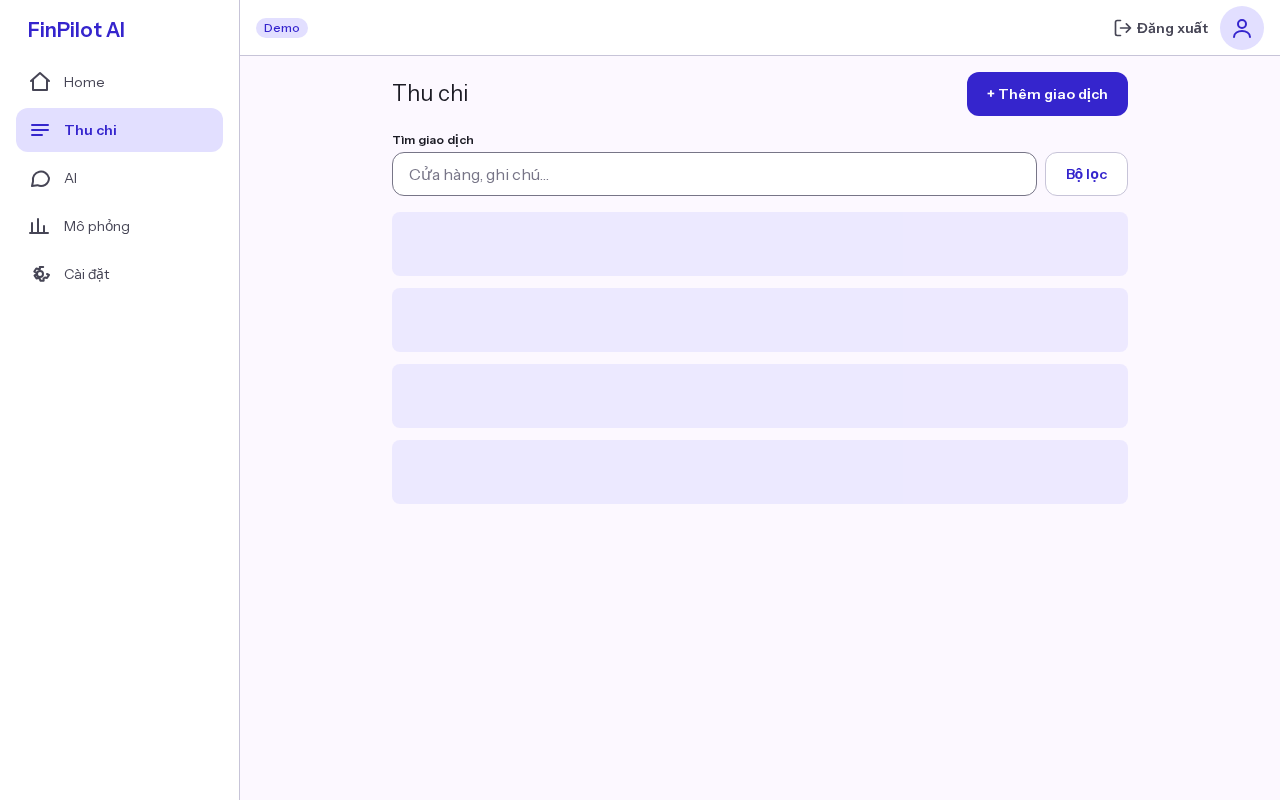 FinPilot AI
Home
Thu chi
AI
Mô phỏng
Cài đặt
Demo
Đăng xuất
Thu chi
+ Thêm giao dịch
Tìm giao dịch
Cửa hàng, ghi chú...
Bộ lọc